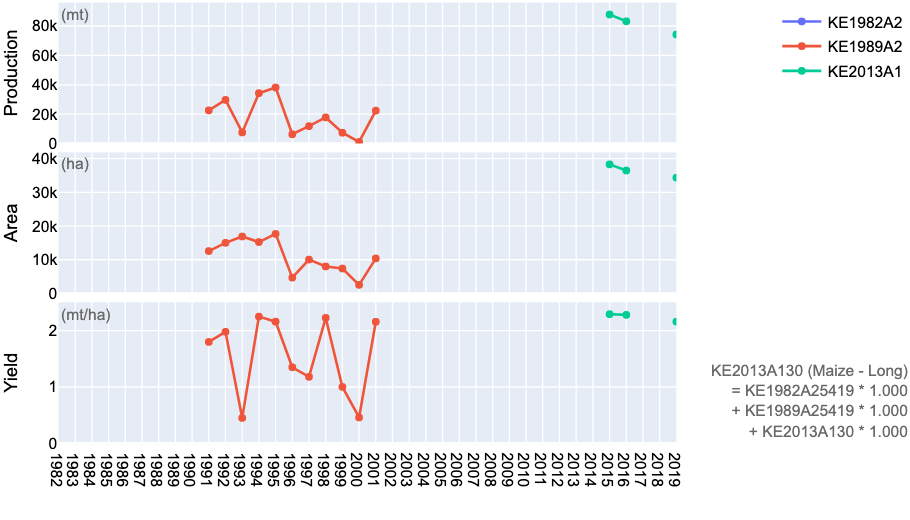 (mt)
80k
60k
40k
20k
0
Production
(ha)
40k
30k
20k
10k
0
Area
(mt/ha)
2
1
0
Yield
1982 1983 1984 1985 1986 1987 1988 1989 1990 1991 1992 1993 1994 1995 1996 1997 1998 1999 2000 2001 2002 2003 2004 2005 2006 2007 2008 2009 2010 2011 2012 2013 2014 2015 2016 2017 2018 2019
KE1982A2
KE1989A2
KE2013A1
KE2013A130 (Maize - Long)
= KE1982A25419 * 1.000
+ KE1989A25419 * 1.000
+ KE2013A130 * 1.000